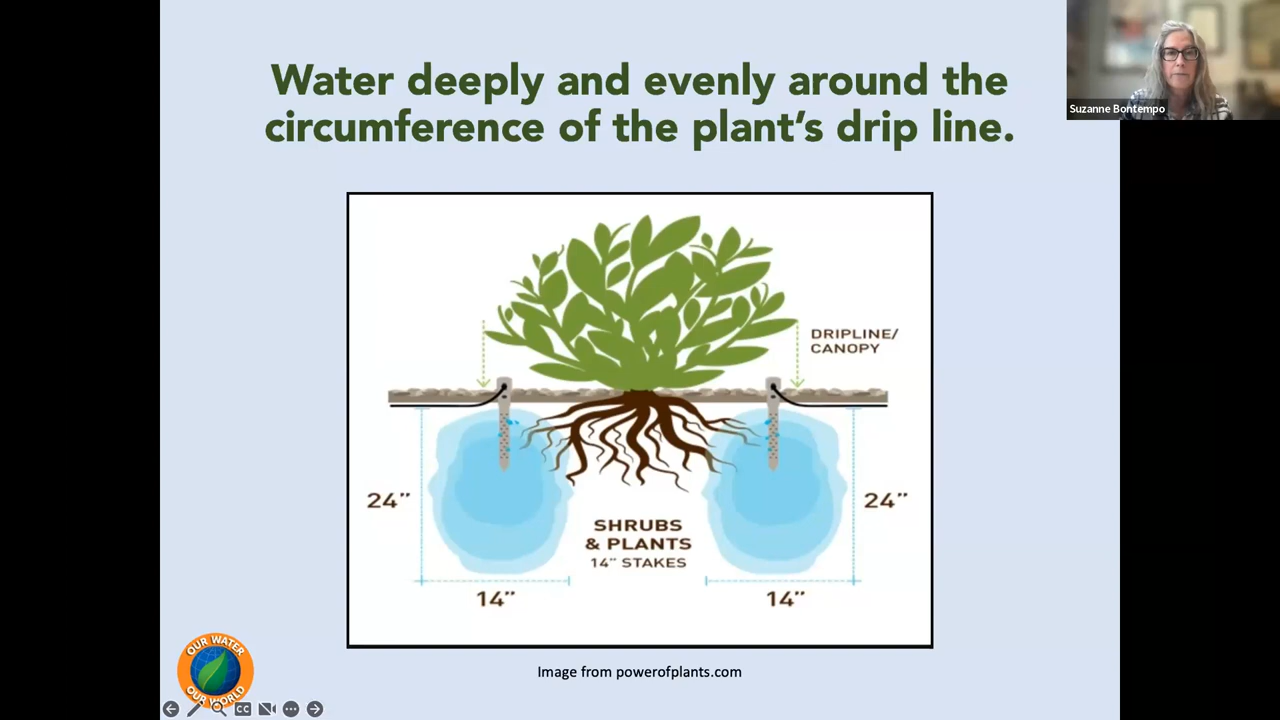 Water deeply and evenly around the
circumference of the plant's drip line.
Suzanne Bontempo
DRIPLINE/
CANOPY
24”
24”
SHRUBS
& PLANTS
14” STAKES
14”
14”
Image from powerofplants.com
OUR WATER
OUR WORLD
CC